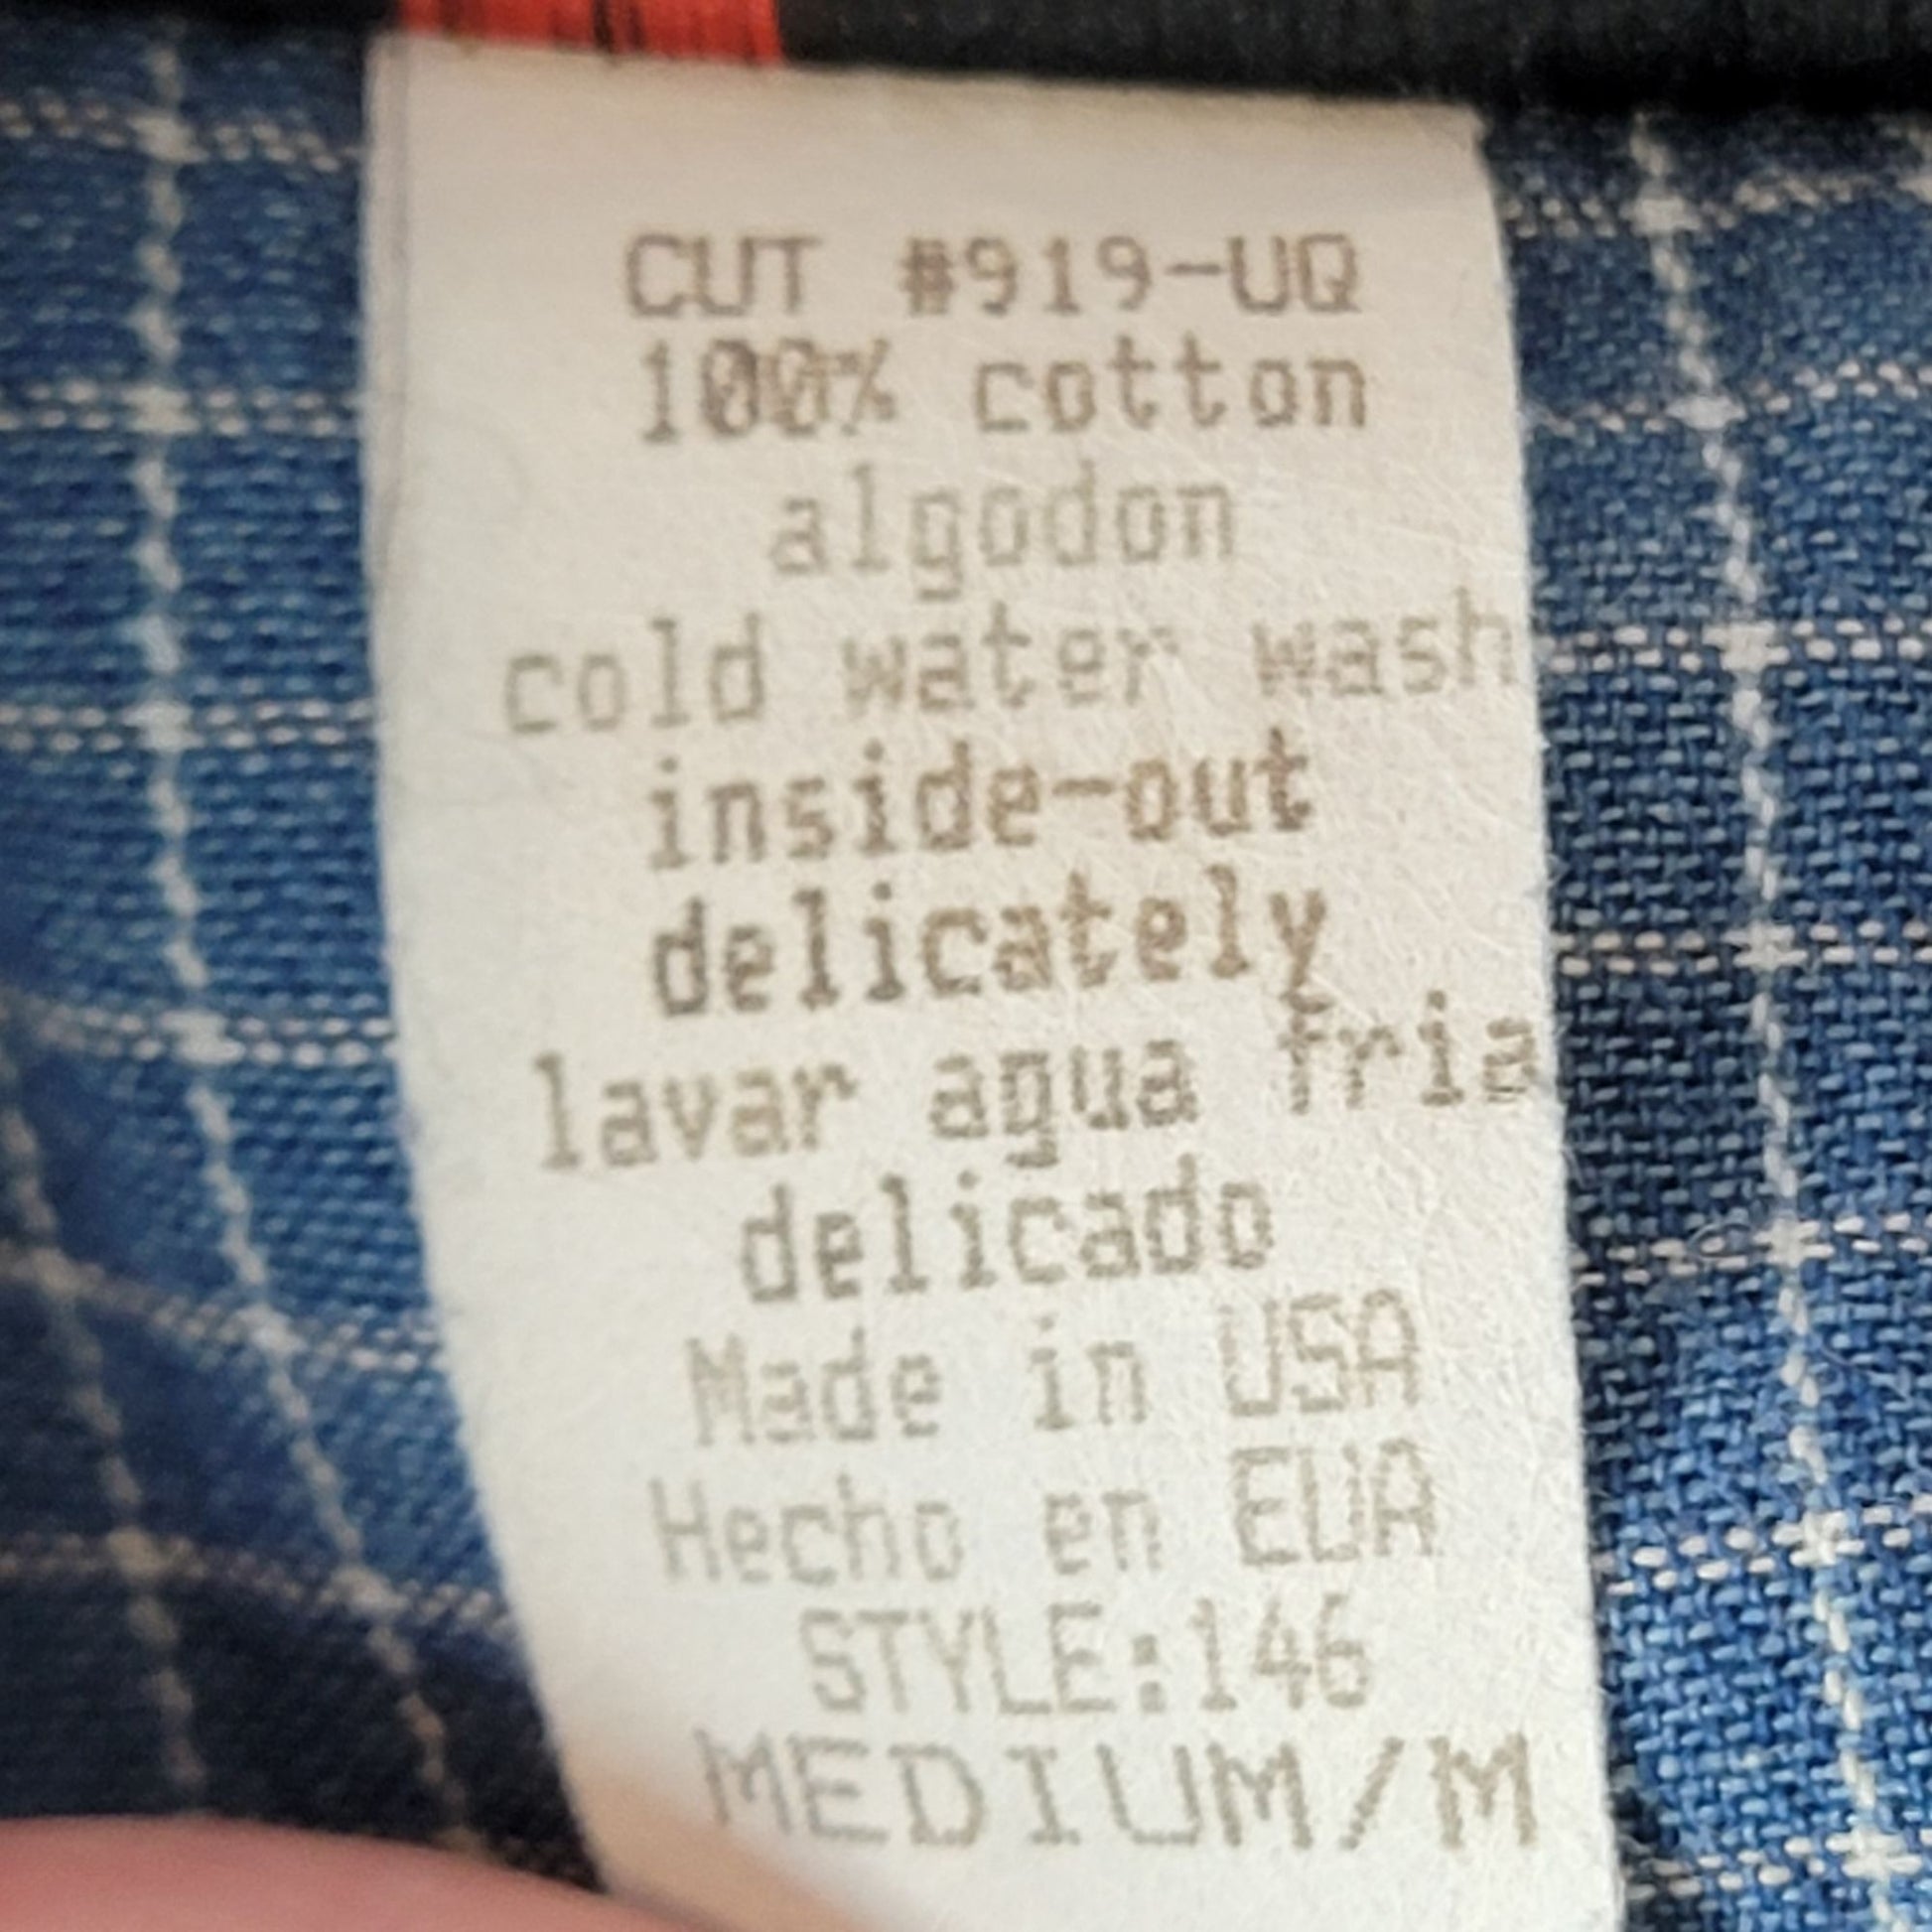 CUT #919-UQ
100% cotton
algodon
cold water wash
inside-out
delicately
lavar agua fria
delicado
Made in USA
Hecho en EUA
STYLE:146
MEDIUM/M